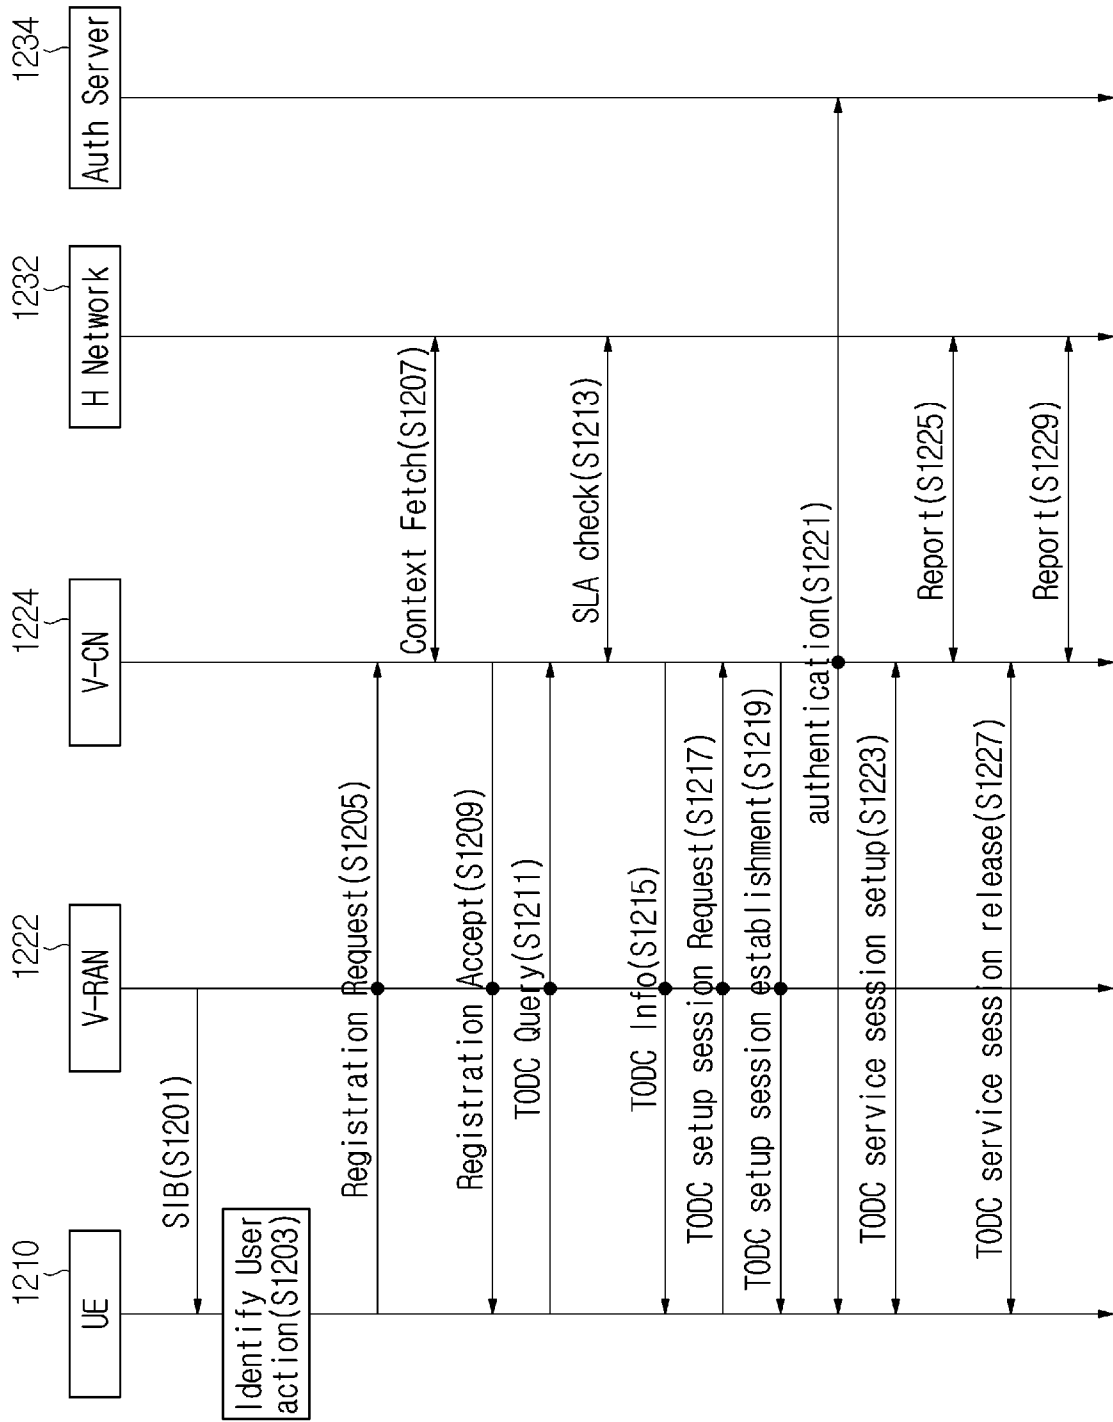 1210
1222
1224
1232
1234
UE
V-RAN
V-CN
H Network
Auth Server
SIB(S1201)
Identify User
action(S1203)
Registration Request(S1205)
Context Fetch(S1207)
Registration Accept(S1209)
TODC Query(S1211)
SLA check(S1213)
TODC Info(S1215)
TODC setup session Request(S1217)
TODC setup session establishment(S1219)
authentication(S1221)
TODC service session setup(S1223)
Report(S1225)
TODC service session release(S1227)
Report(S1229)